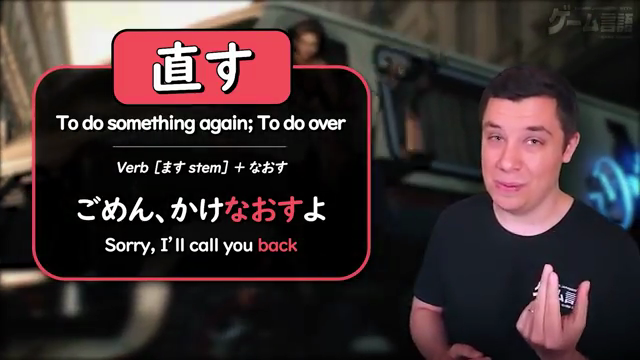 ゲーム言語
直す
To do something again; To do over
Verb [ます stem] + なおす
ごめん、かけなおすよ
Sorry, I'll call you back